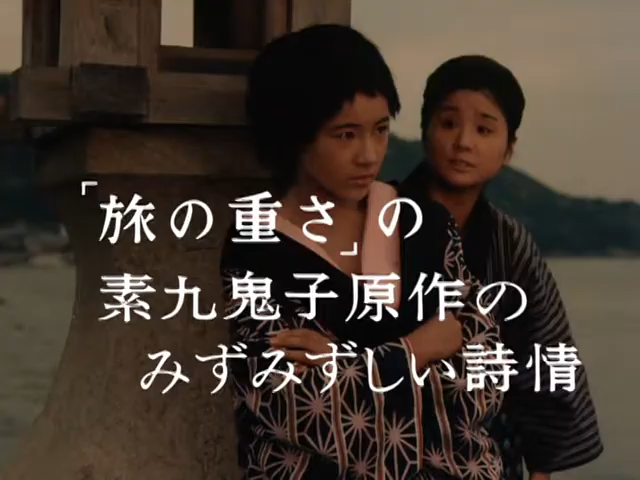 「旅の重さ」の
素九鬼子原作の
みずみずしい詩情